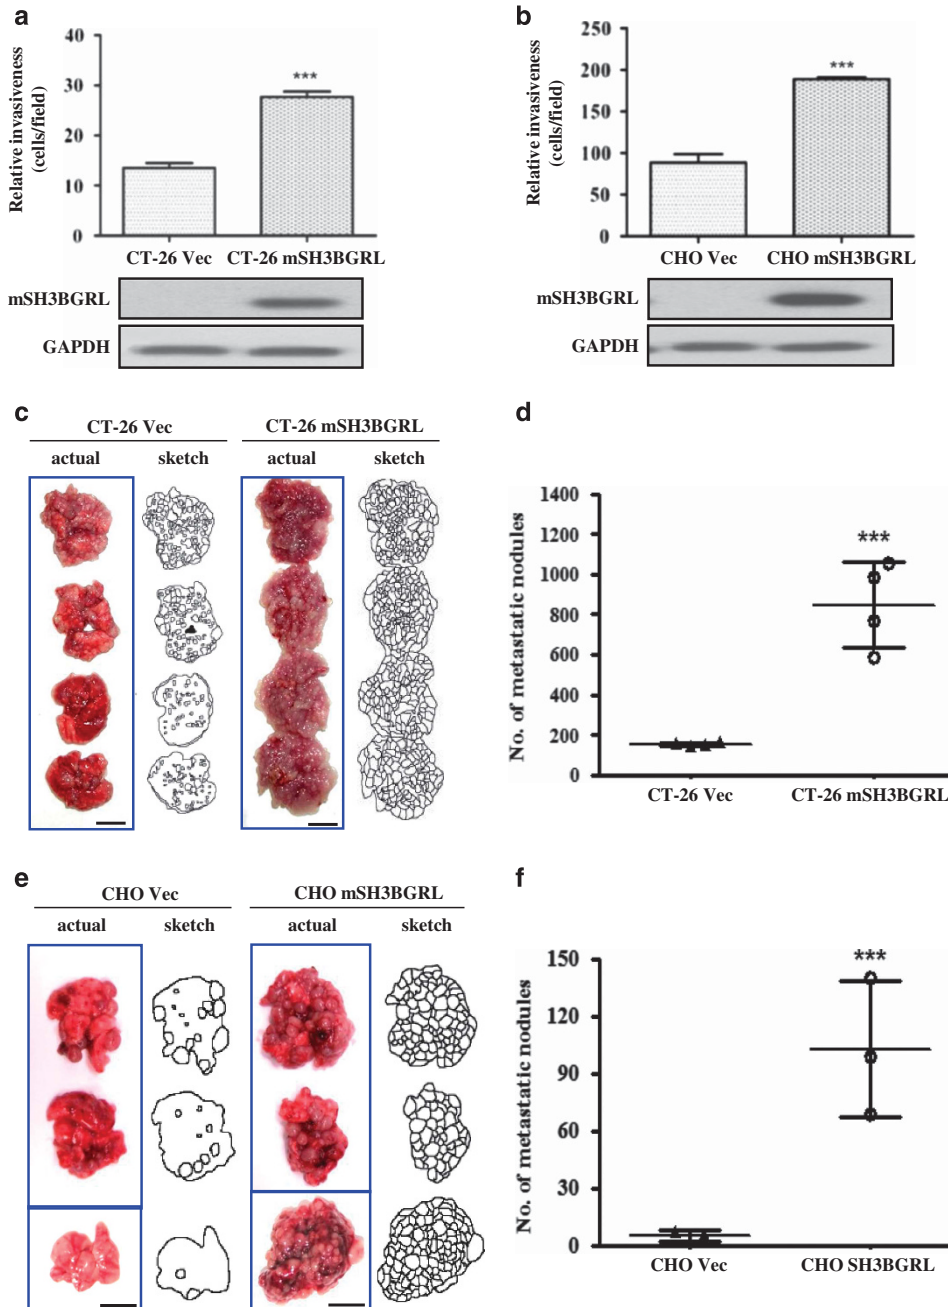 a
Relative invasiveness
(cells/field)
40
30
20
10
0
***
CT-26 Vec CT-26 mSH3BGRL
mSH3BGRL
GAPDH
b
Relative invasiveness
(cells/field)
250
200
150
100
50
0
***
CHO Vec CHO mSH3BGRL
mSH3BGRL
GAPDH
c
CT-26 Vec CT-26 mSH3BGRL
actual sketch actual sketch
d
No. of metastatic nodules
1400
1200
1000
800
600
400
200
0
***
CT-26 Vec CT-26 mSH3BGRL
e
CHO Vec CHO mSH3BGRL
actual sketch actual sketch
f
No. of metastatic nodules
150
120
90
60
30
0
***
CHO Vec CHO SH3BGRL